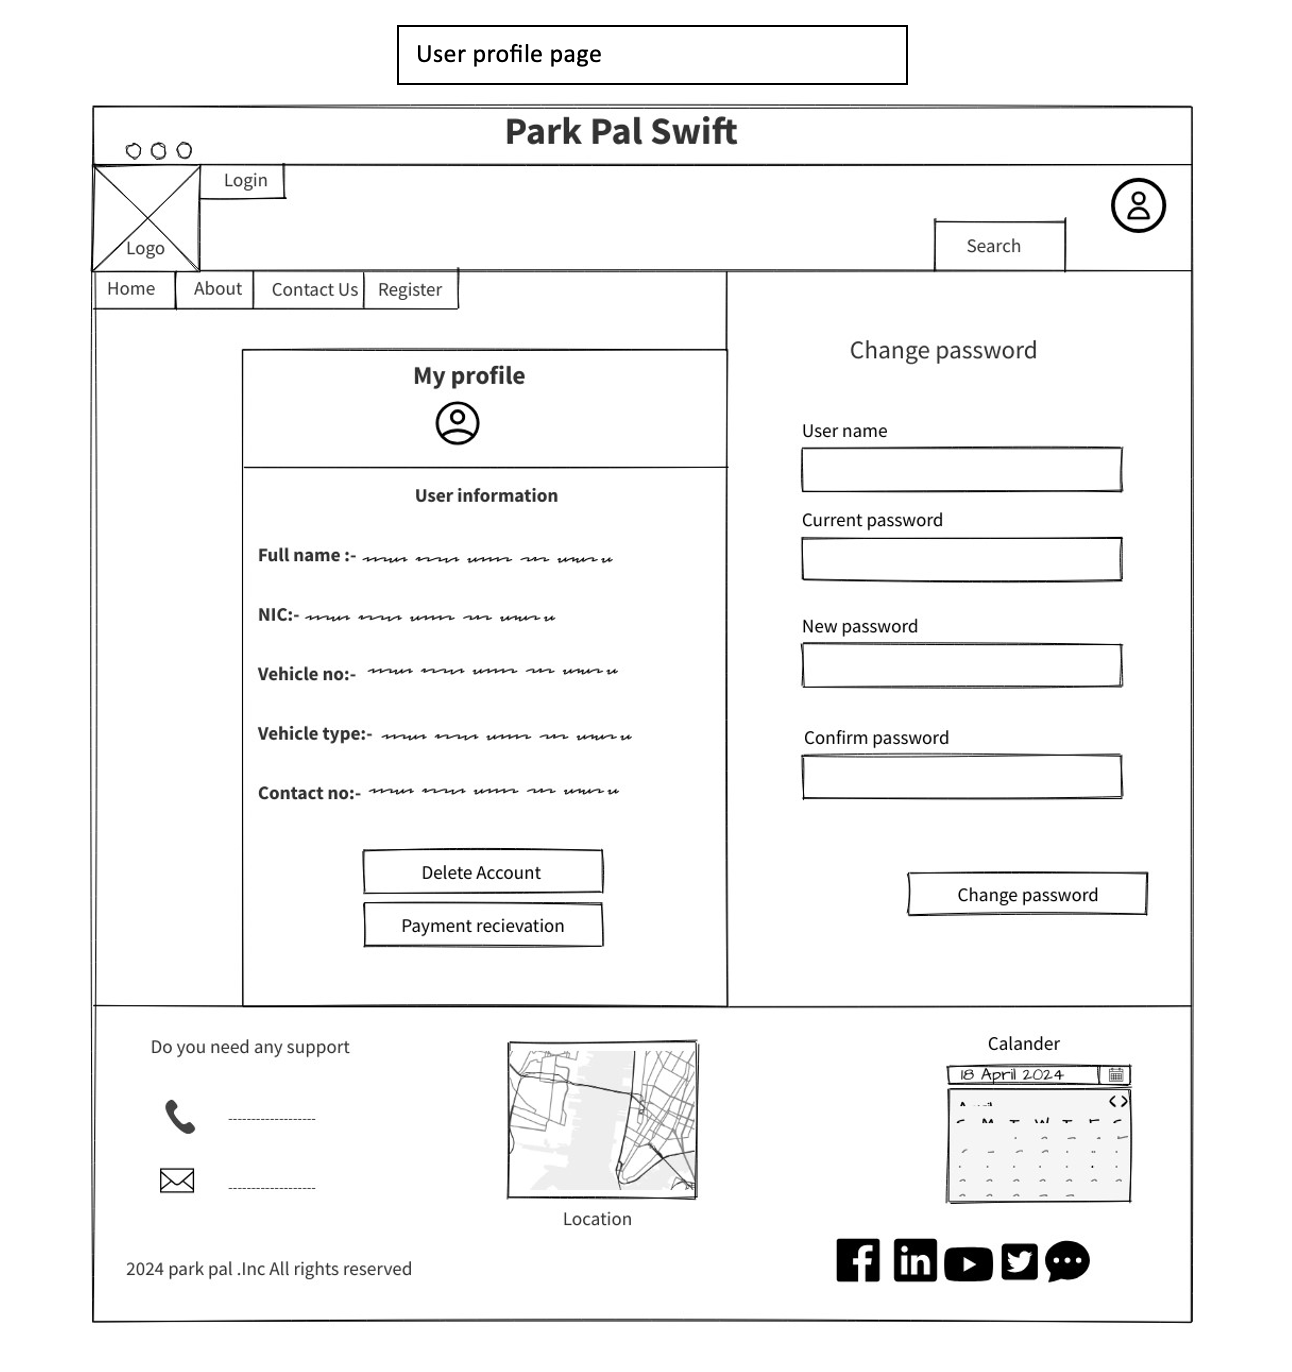 User profile page
Park Pal Swift
Login
Logo
Search
Home About Contact Us Register
My profile
User information
Full name :-
NIC:-
Vehicle no:-
Vehicle type:-
Contact no:-
Delete Account
Payment recievation
Change password
User name
Current password
New password
Confirm password
Change password
Do you need any support
Location
Calander
18 April 2024
2024 park pal .Inc All rights reserved